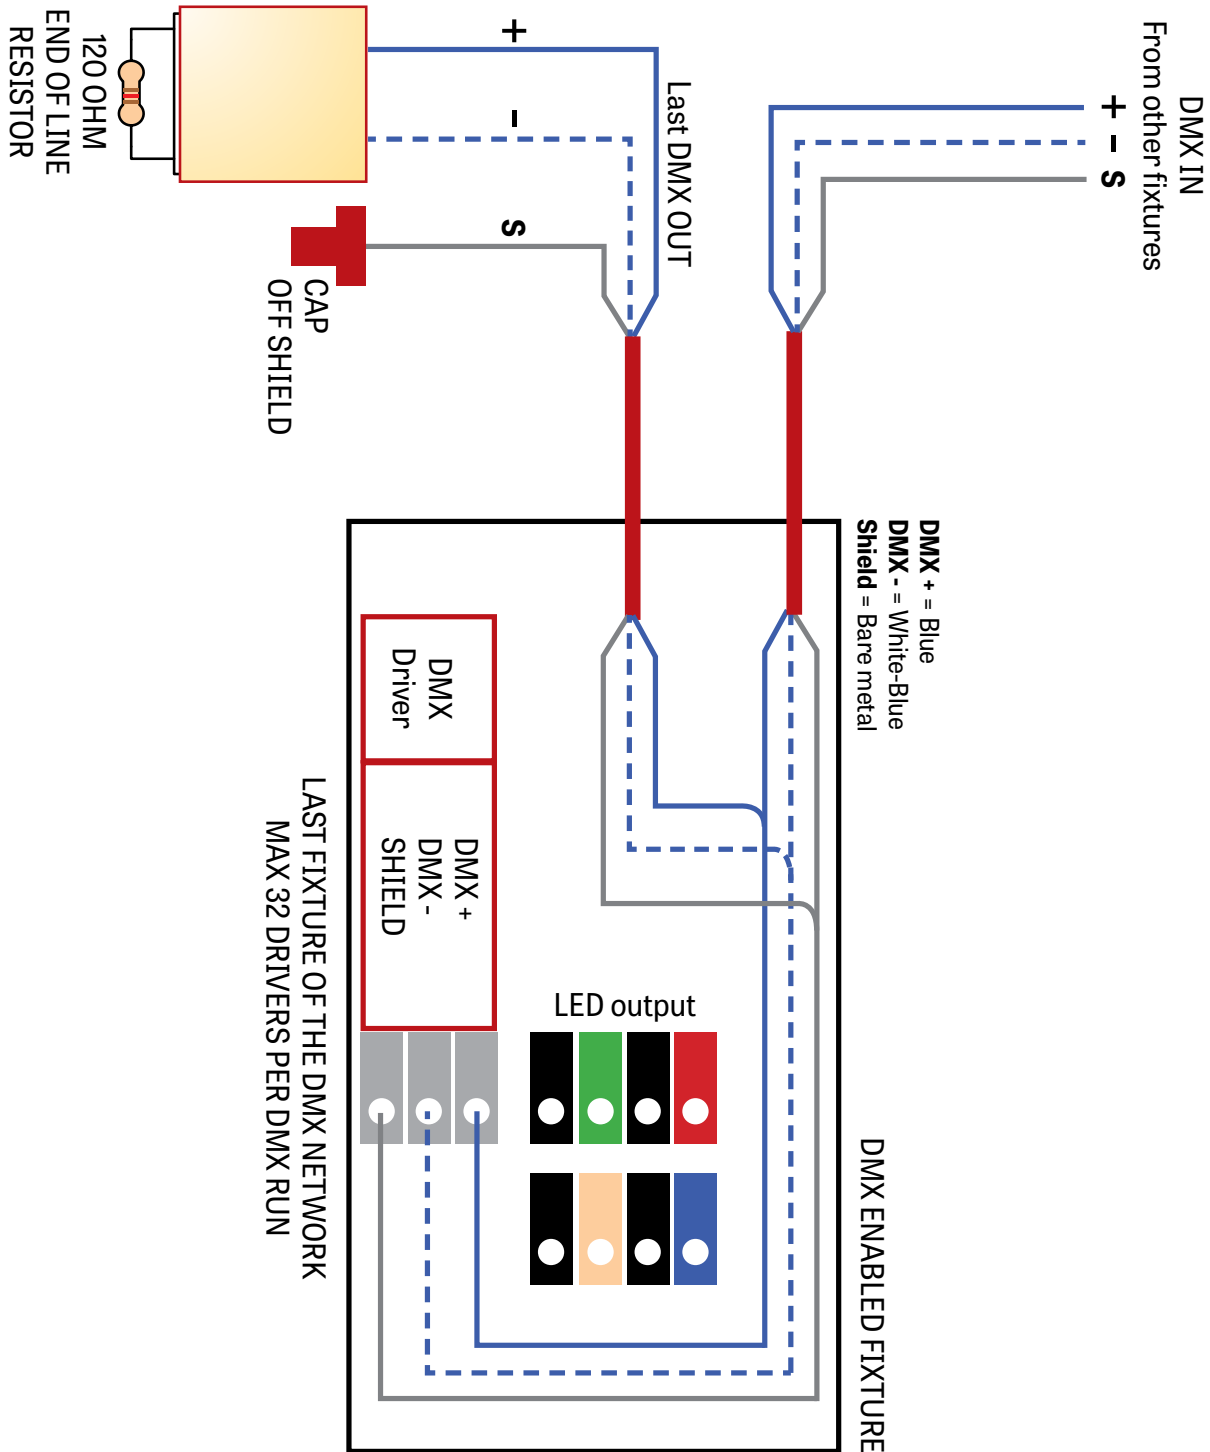 DMX IN
From other fixtures
+
-
S
Last DMX OUT
+
-
S
120 OHM
END OF LINE
RESISTOR
CAP
OFF SHIELD
DMX + = Blue
DMX - = White-Blue
Shield = Bare metal
DMX
Driver
DMX +
DMX -
SHIELD
LED output
DMX ENABLED FIXTURE
LAST FIXTURE OF THE DMX NETWORK
MAX 32 DRIVERS PER DMX RUN